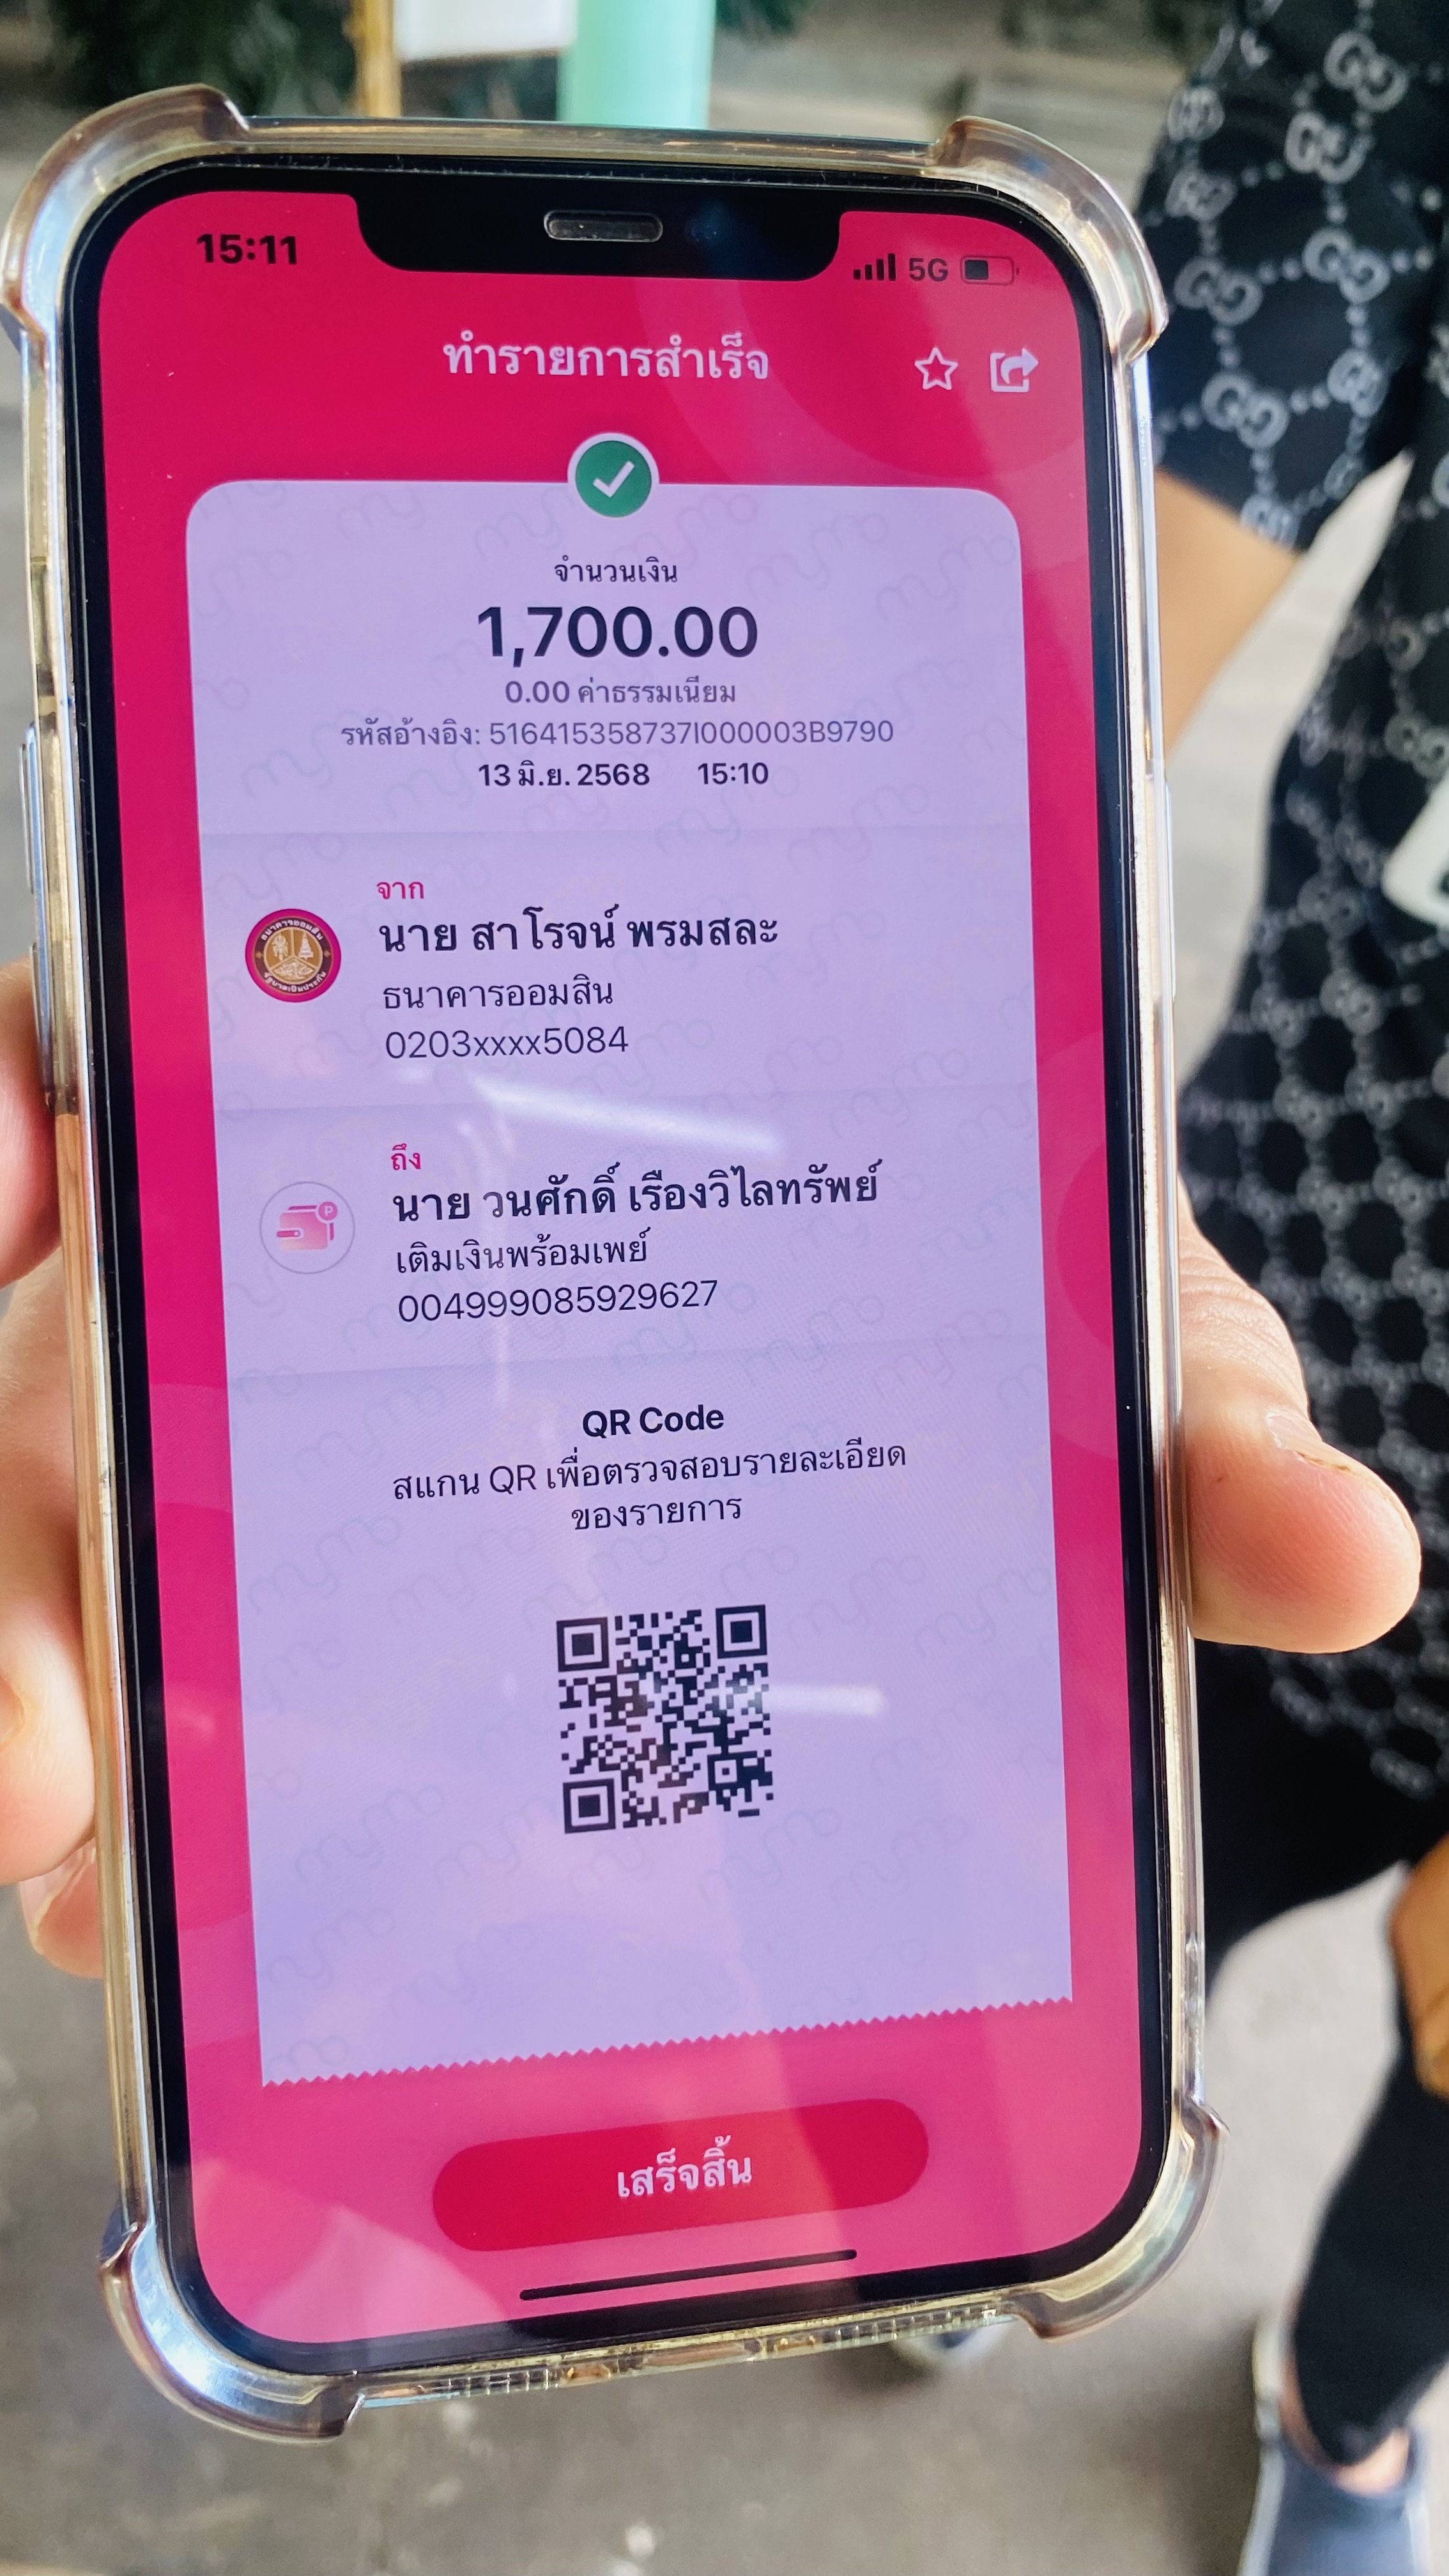 15:11 5G
ทำรายการสำเร็จ
จำนวนเงิน
1,700.00
0.00 ค่าธรรมเนียม
รหัสอ้างอิง: 516415358737I000003B9790
13 มิ.ย. 2568 15:10
จาก
นาย สาโรจน์ พรมสละ
ธนาคารออมสิน
0203xxxx5084
ถึง
นาย วนศักดิ์ เรืองวิไลทรัพย์
เติมเงินพร้อมเพย์
004999085929627
QR Code
สแกน QR เพื่อตรวจสอบรายละเอียด
ของรายการ
เสร็จสิ้น